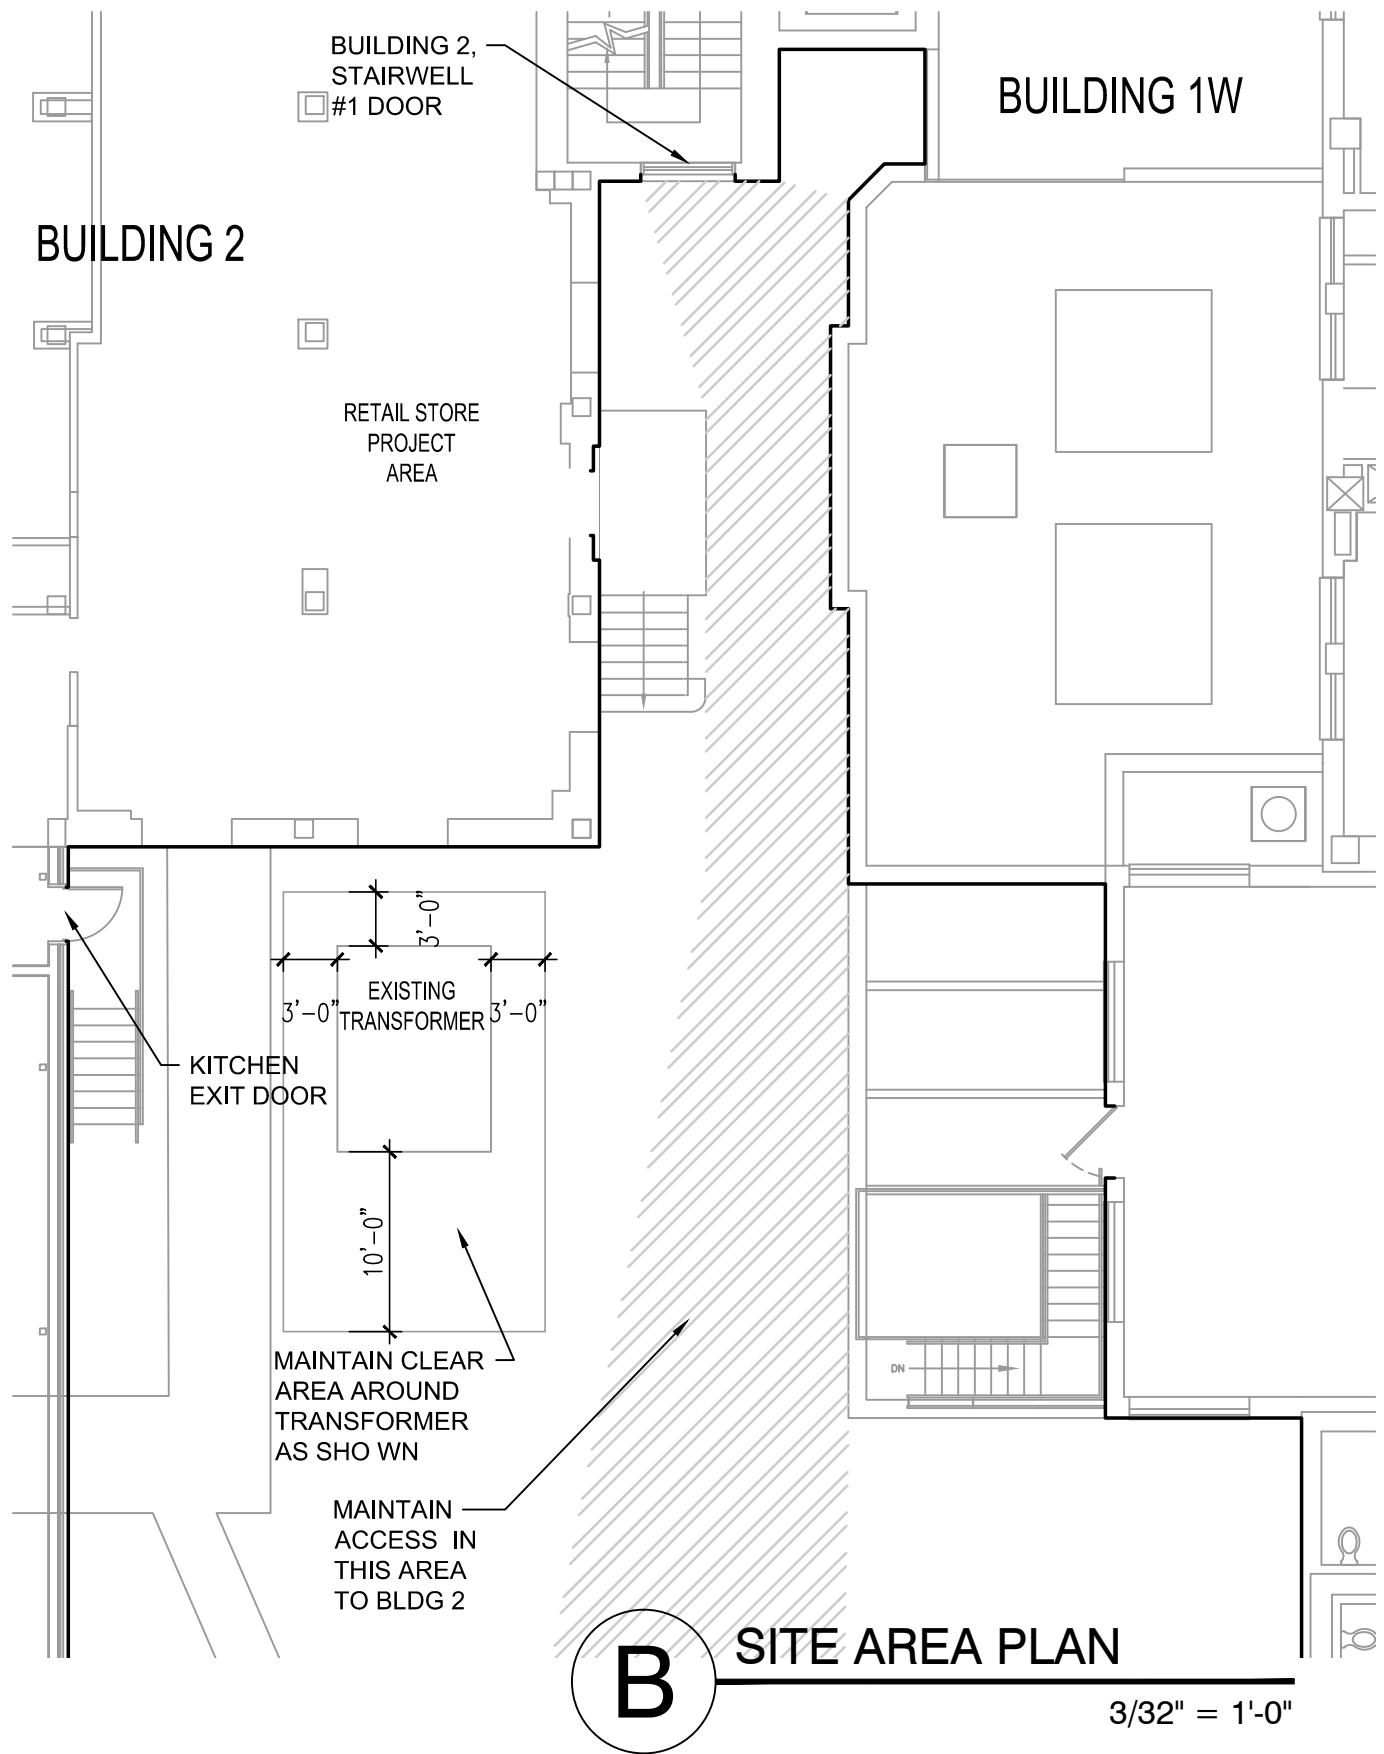 BUILDING 2,
STAIRWELL
#1 DOOR
BUILDING 1W
BUILDING 2
RETAIL STORE
PROJECT
AREA
3'-0"
3'-0"
3'-0"
EXISTING
TRANSFORMER
KITCHEN
EXIT DOOR
10'-0"
MAINTAIN CLEAR
AREA AROUND
TRANSFORMER
AS SHO WN
DN
MAINTAIN
ACCESS IN
THIS AREA
TO BLDG 2
B
SITE AREA PLAN
3/32" = 1'-0"